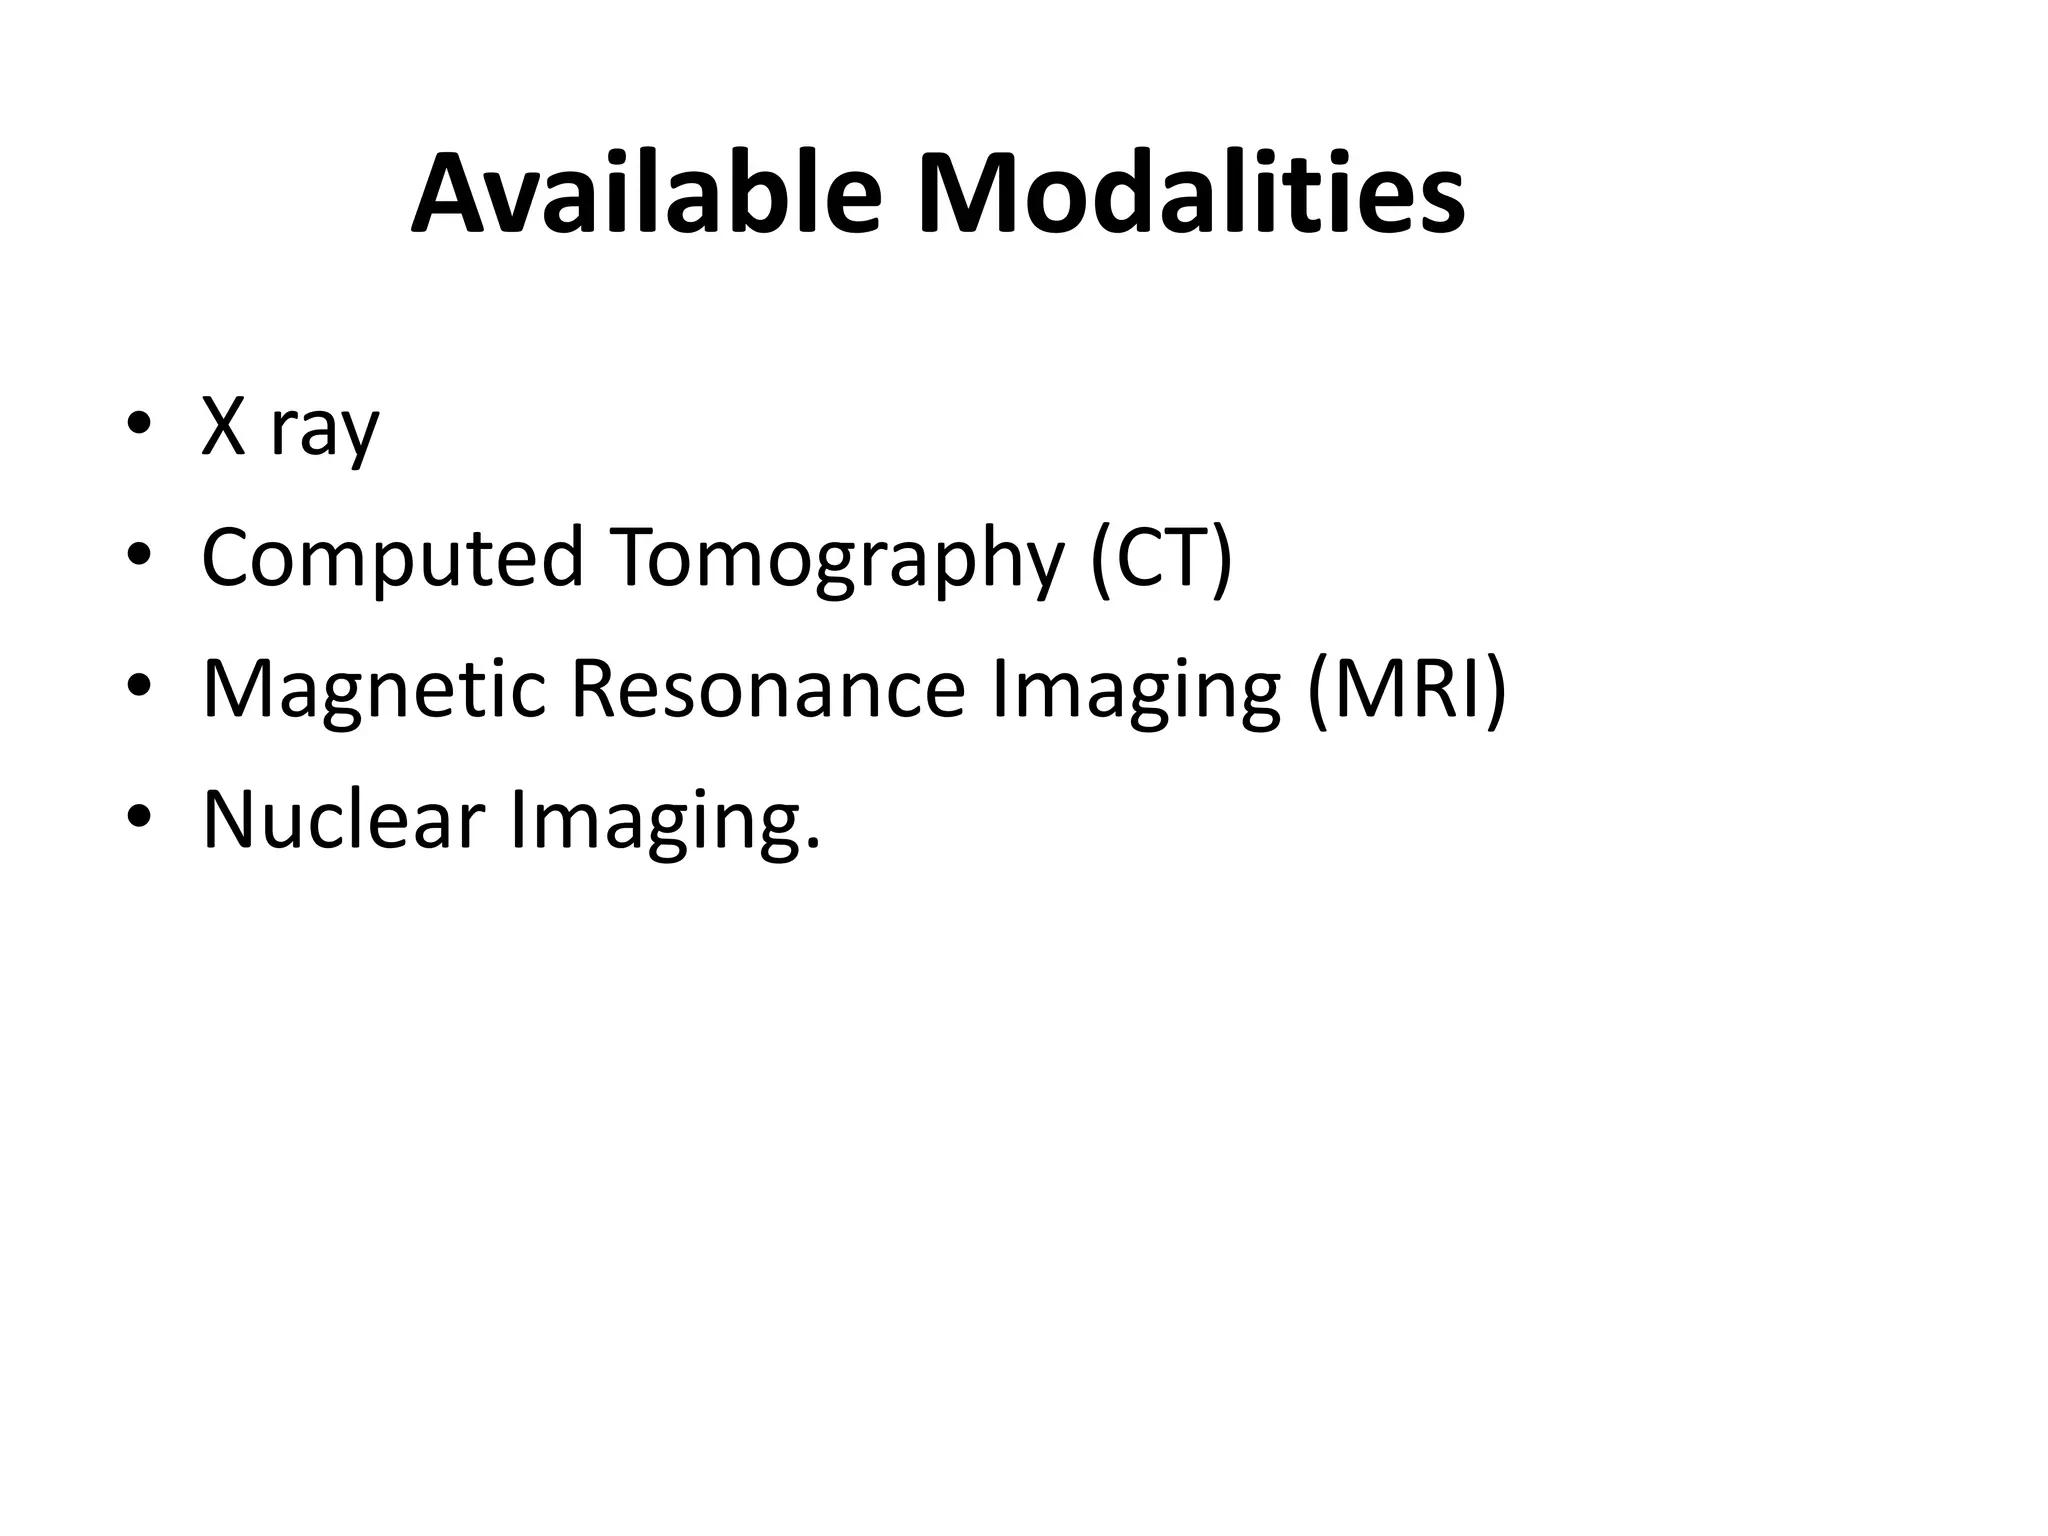 Available Modalities
• X ray
• Computed Tomography (CT)
• Magnetic Resonance Imaging (MRI)
• Nuclear Imaging.